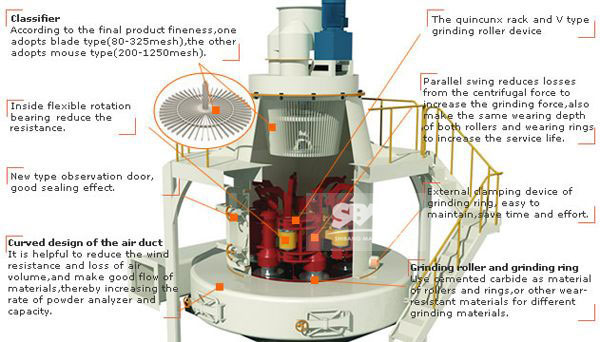 Classifier
According to the final product fineness,one
adopts blade type(80-325mesh),the other
adopts mouse type(200-1250mesh).
Inside flexible rotation
bearing reduce the
resistance.
New type observation door,
good sealing effect.
Curved design of the air duct
It is helpful to reduce the wind
resistance and loss of air
volume,and make good flow of
materials,thereby increasing the
rate of powder analyzer and
capacity.
The quincunx rack and V type
grinding roller device
Parallel swing reduces losses
from the centrifugal force to
increase the grinding force,also
make the same wearing depth
of both rollers and wearing rings
to increase the service life.
External clamping device of
grinding ring, easy to
maintain,save time and effort.
Grinding roller and grinding ring
Use cemented carbide as material
of rollers and rings,or other wear-
resistant materials for different
grinding materials.